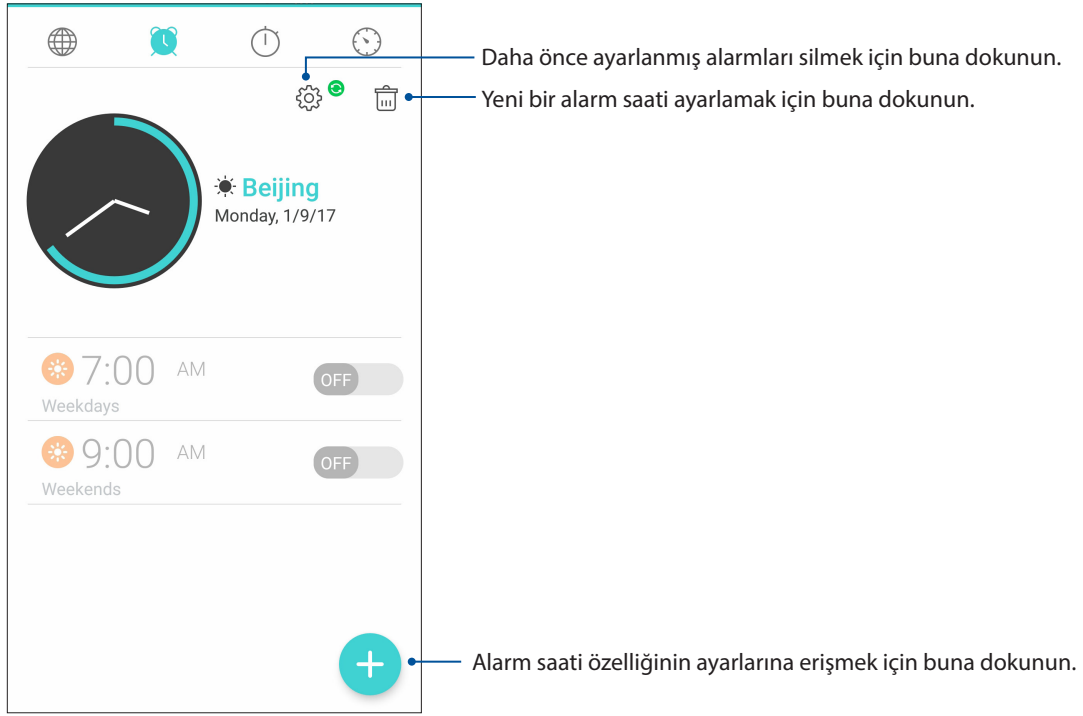 Daha önce ayarlanmış alarmları silmek için buna dokunun.
Yeni bir alarm saati ayarlamak için buna dokunun.
Beijing
Monday, 1/9/17
7:00 AM
OFF
Weekdays
9:00 AM
OFF
Weekends
Alarm saati özelliğinin ayarlarına erişmek için buna dokunun.